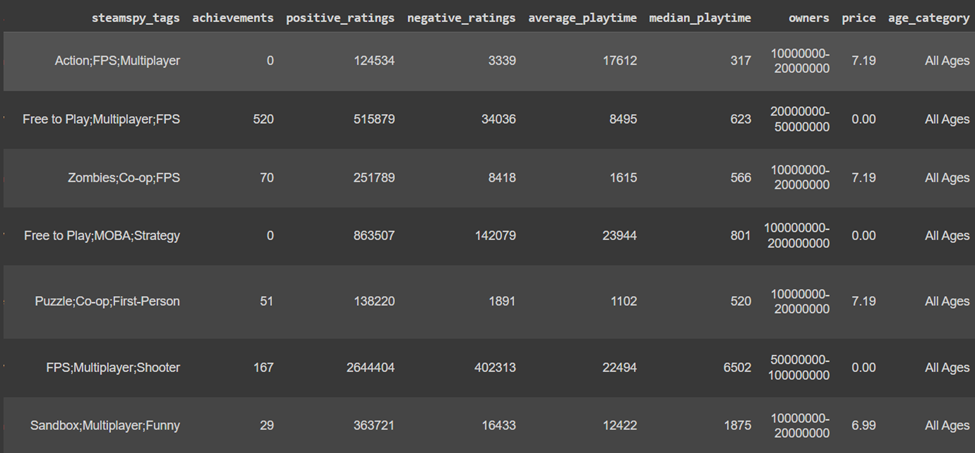 steamspy_tags achievements positive_ratings negative_ratings average_playtime median_playtime owners price age_category
Action;FPS;Multiplayer 0 124534 3339 17612 317 10000000-20000000 7.19 All Ages
Free to Play;Multiplayer;FPS 520 515879 34036 8495 623 20000000-50000000 0.00 All Ages
Zombies;Co-op;FPS 70 251789 8418 1615 566 10000000-20000000 7.19 All Ages
Free to Play;MOBA;Strategy 0 863507 142079 23944 801 100000000-200000000 0.00 All Ages
Puzzle;Co-op;First-Person 51 138220 1891 1102 520 10000000-20000000 7.19 All Ages
FPS;Multiplayer;Shooter 167 2644404 402313 22494 6502 50000000-100000000 0.00 All Ages
Sandbox;Multiplayer;Funny 29 363721 16433 12422 1875 10000000-20000000 6.99 All Ages